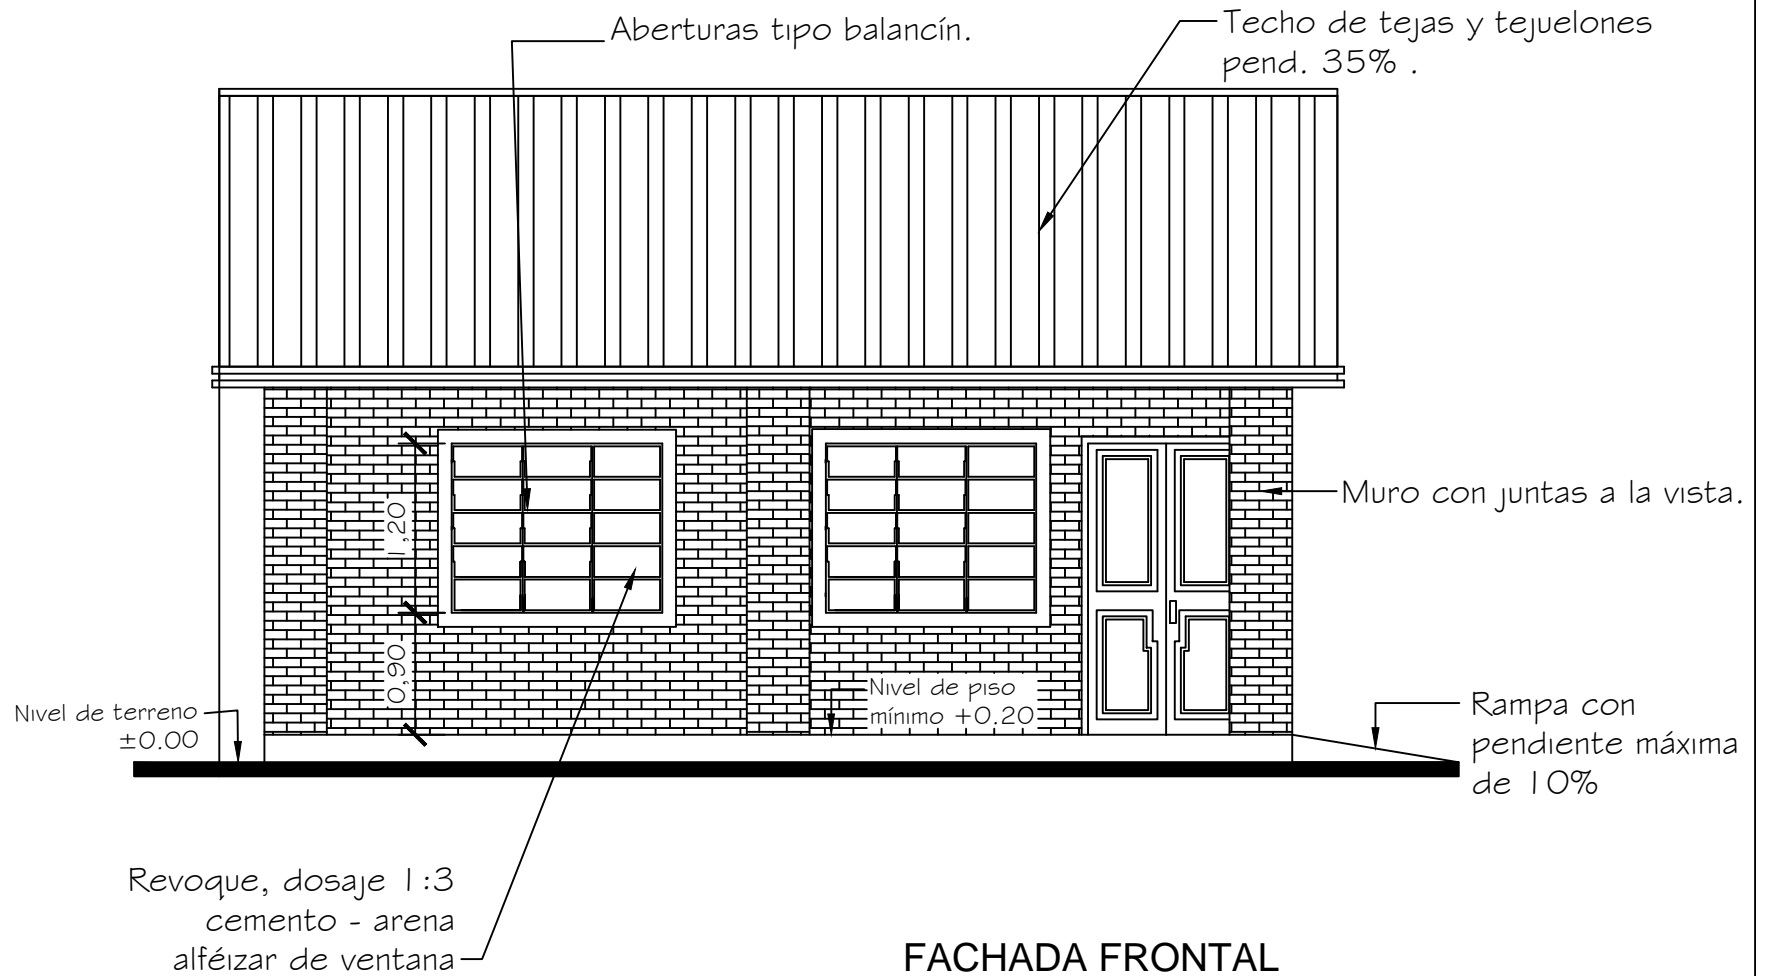 Aberturas tipo balancín.
Techo de tejas y tejuelones
pend. 35% .
1,20
Muro con juntas a la vista.
0,90
Nivel de piso
mínimo +0.20
Nivel de terreno
±0.00
Rampa con
pendiente máxima
de 10%
Revoque, dosaje 1:3
cemento - arena
alféizar de ventana
FACHADA FRONTAL